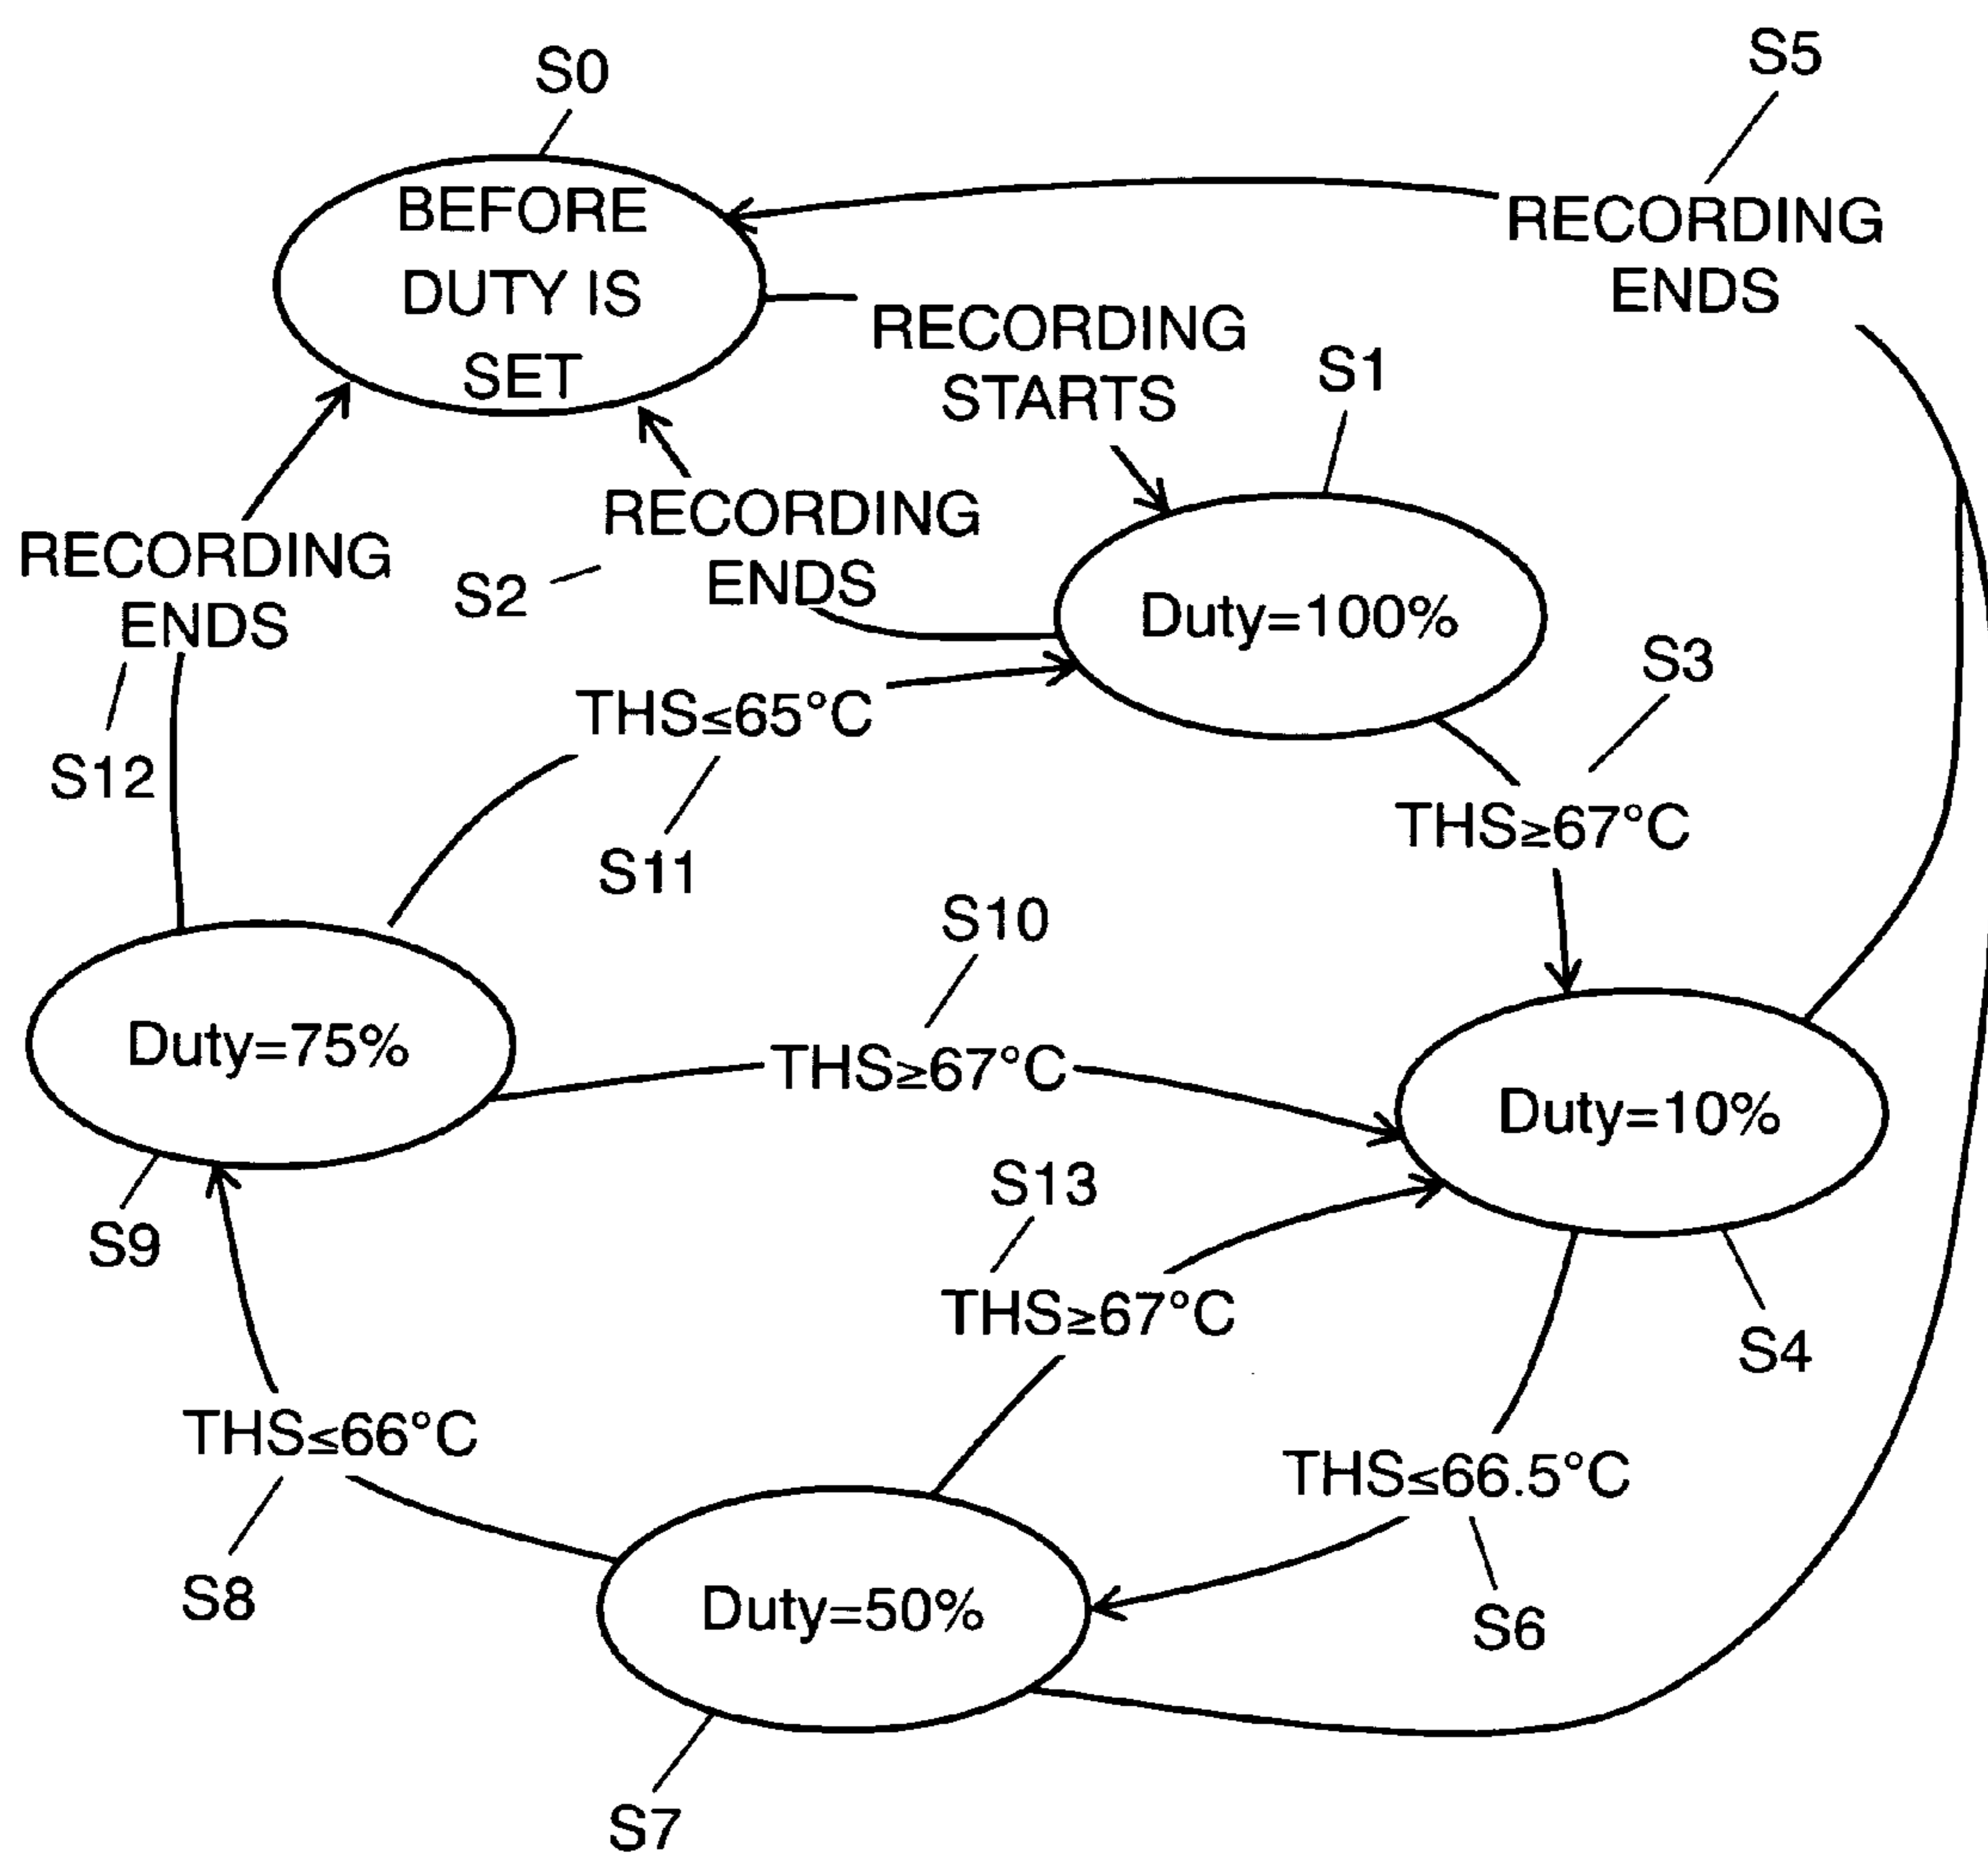 S0
S5
BEFORE
DUTY IS
SET
RECORDING
ENDS
RECORDING
STARTS
S1
RECORDING
ENDS
S2
RECORDING
ENDS
S12
Duty=100%
S3
THS≤65°C
S11
THS≥67°C
S10
Duty=75%
THS≥67°C
Duty=10%
S9
S13
THS≥67°C
S4
THS≤66°C
S8
THS≤66.5°C
S6
Duty=50%
S7